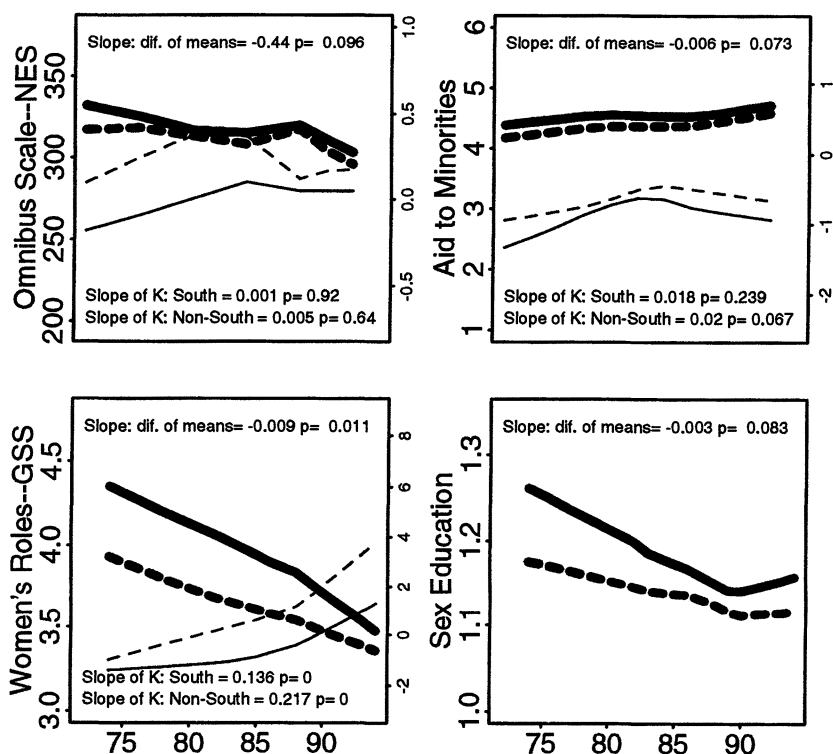 Omnibus Scale--NES
Slope: dif. of means= -0.44 p= 0.096
350
300
250
200
1.0
0.5
0.0
-0.5
Slope of K: South = 0.001 p= 0.92
Slope of K: Non-South = 0.005 p= 0.64
Aid to Minorities
Slope: dif. of means= -0.006 p= 0.073
6
5
4
3
2
1
1
0
-1
-2
Slope of K: South = 0.018 p= 0.239
Slope of K: Non-South = 0.02 p= 0.067
Women's Roles--GSS
Slope: dif. of means= -0.009 p= 0.011
4.5
4.0
3.5
3.0
8
6
4
2
0
-2
Slope of K: South = 0.136 p= 0
Slope of K: Non-South = 0.217 p= 0
75 80 85 90
Sex Education
Slope: dif. of means= -0.003 p= 0.083
1.3
1.2
1.1
1.0
75 80 85 90